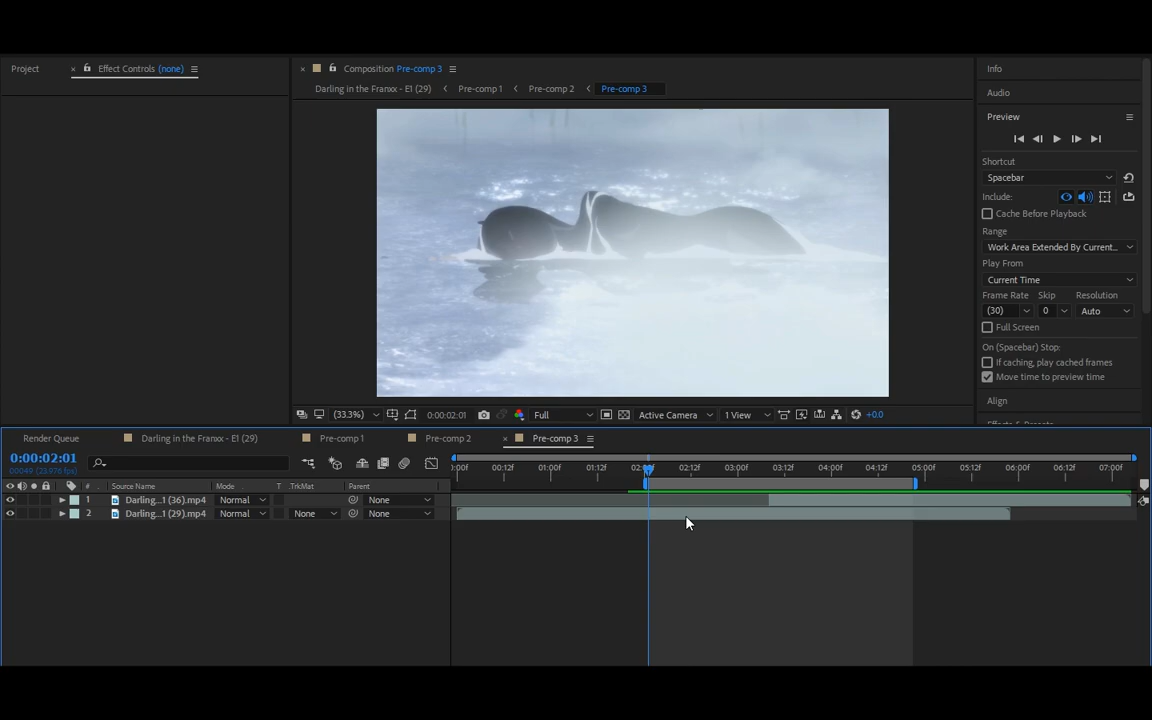 Project
× Effect Controls (none)
× Composition Pre-comp 3
Darling in the Franxx - E1 (29) Pre-comp 1 Pre-comp 2 Pre-comp 3
(33.3%) 0:00:02:01 Full Active Camera 1 View +0.0
Info
Audio
Preview
Shortcut
Spacebar
Include:
Cache Before Playback
Range
Work Area Extended By Current...
Play From
Current Time
Frame Rate Skip Resolution
(30) 0 Auto
Full Screen
On (Spacebar) Stop:
If caching, play cached frames
Move time to preview time
Align
Render Queue Darling in the Franxx - E1 (29) Pre-comp 1 Pre-comp 2 × Pre-comp 3
0:00:02:01
00049 (23.976 fps)
:00f 00:12f 01:00f 01:12f 02:12f 03:00f 03:12f 04:00f 04:12f 05:00f 05:12f 06:00f 06:12f 07:00f
# Source Name Mode T .TrkMat Parent
1 Darling...1 (36).mp4 Normal None
2 Darling...1 (29).mp4 Normal None None